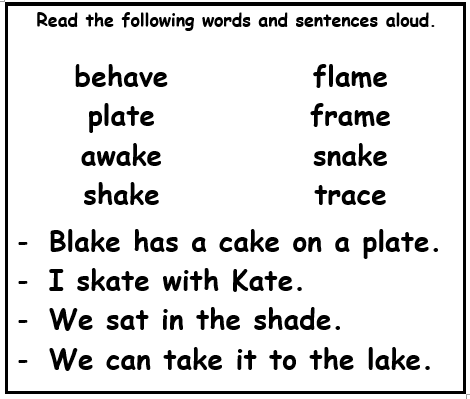 Read the following words and sentences aloud.
behave flame
plate frame
awake snake
shake trace
- Blake has a cake on a plate.
- I skate with Kate.
- We sat in the shade.
- We can take it to the lake.